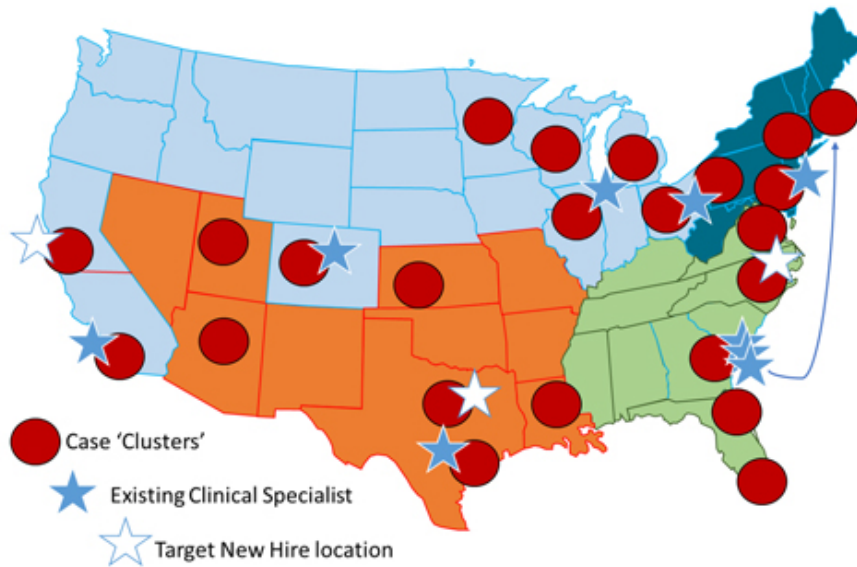 Case 'Clusters'
Existing Clinical Specialist
Target New Hire location